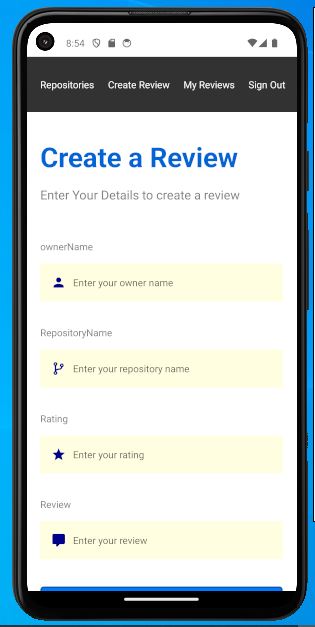 8:54
Repositories Create Review My Reviews Sign Out
Create a Review
Enter Your Details to create a review
ownerName
Enter your owner name
RepositoryName
Enter your repository name
Rating
Enter your rating
Review
Enter your review